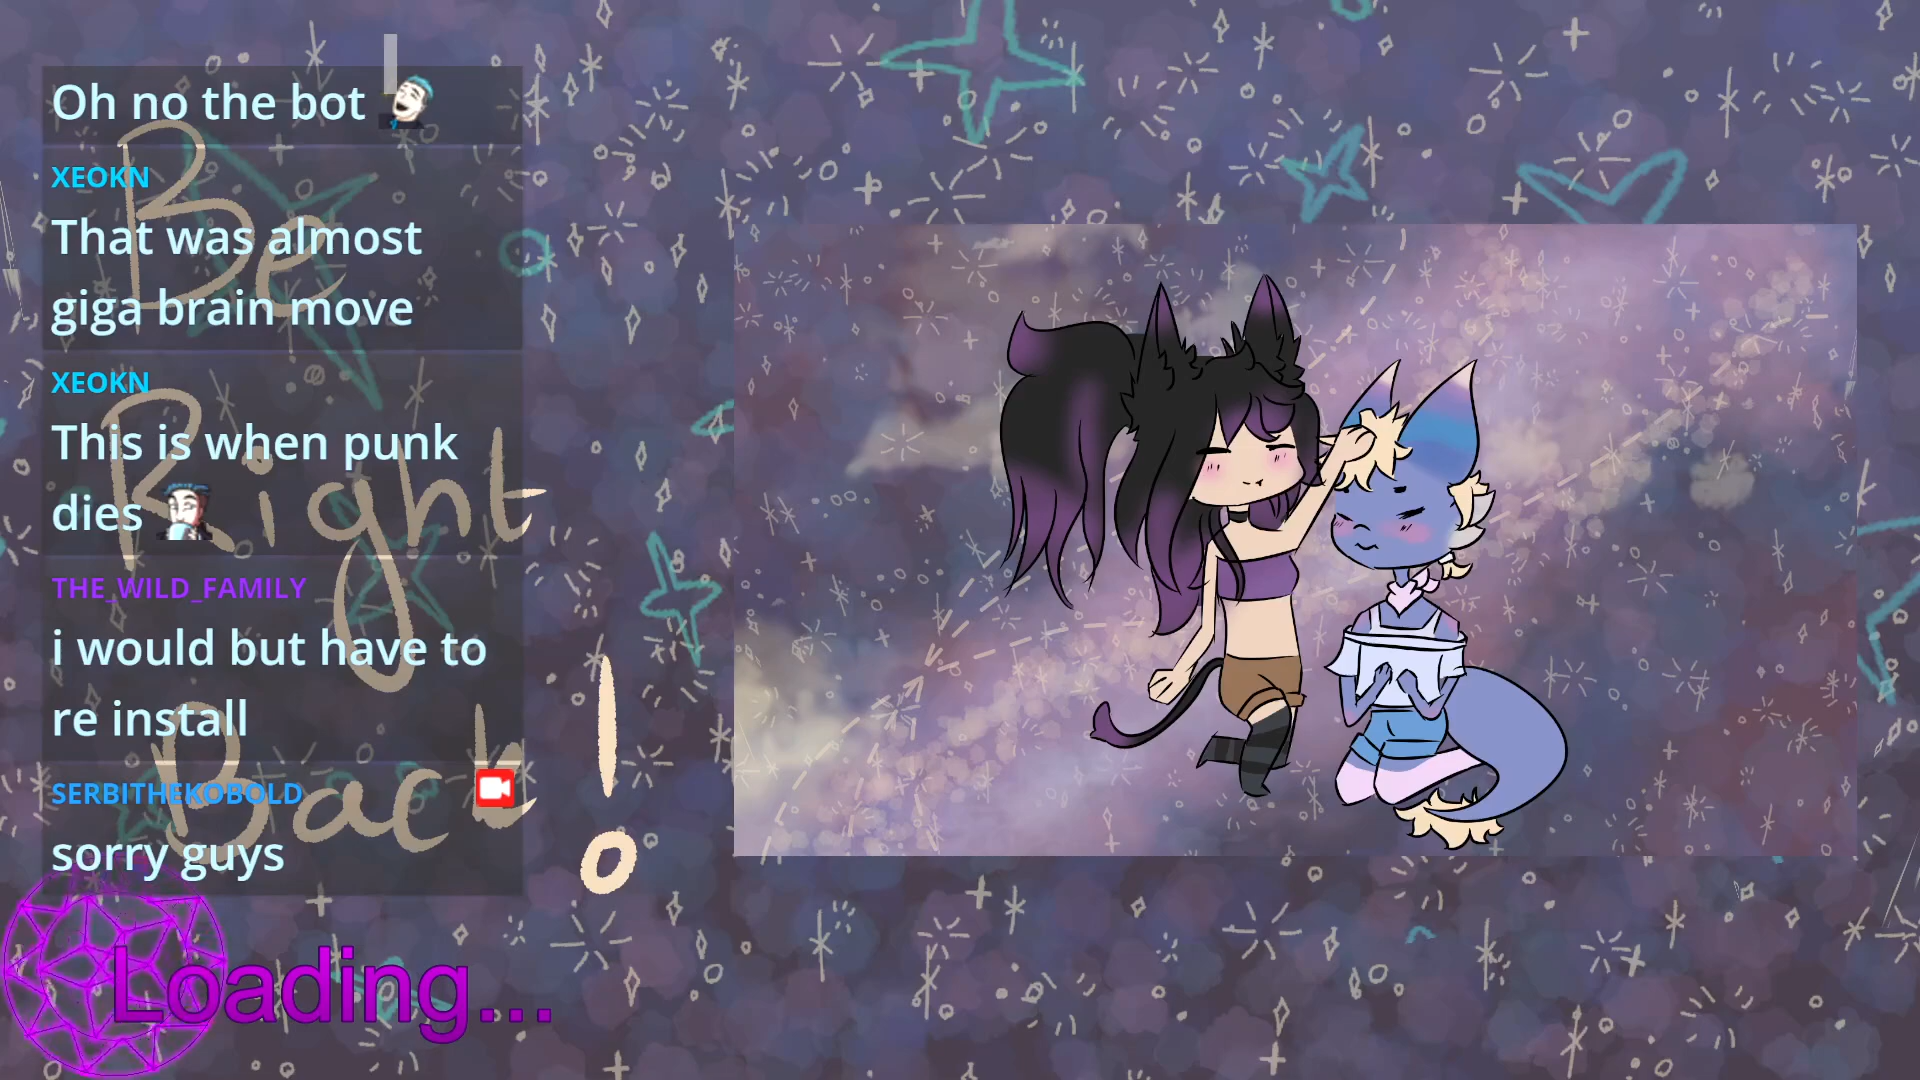 Oh no the bot
XEOKN
That was almost
giga brain move
XEOKN
This is when punk
dies
THE_WILD_FAMILY
i would but have to
re install
SERBITHEKOBOLD
sorry guys
Be
Right
Back!
Loading...